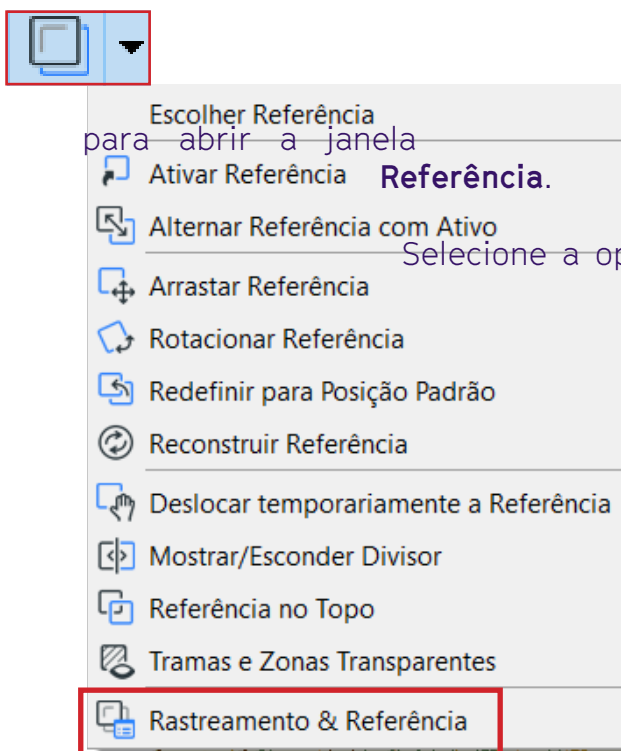 Escolher Referência
para abrir a janela
Ativar Referência
Referência.
Alternar Referência com Ativo
Selecione a op
Arrastar Referência
Rotacionar Referência
Redefinir para Posição Padrão
Reconstruir Referência
Deslocar temporariamente a Referência
Mostrar/Esconder Divisor
Referência no Topo
Tramas e Zonas Transparentes
Rastreamento & Referência